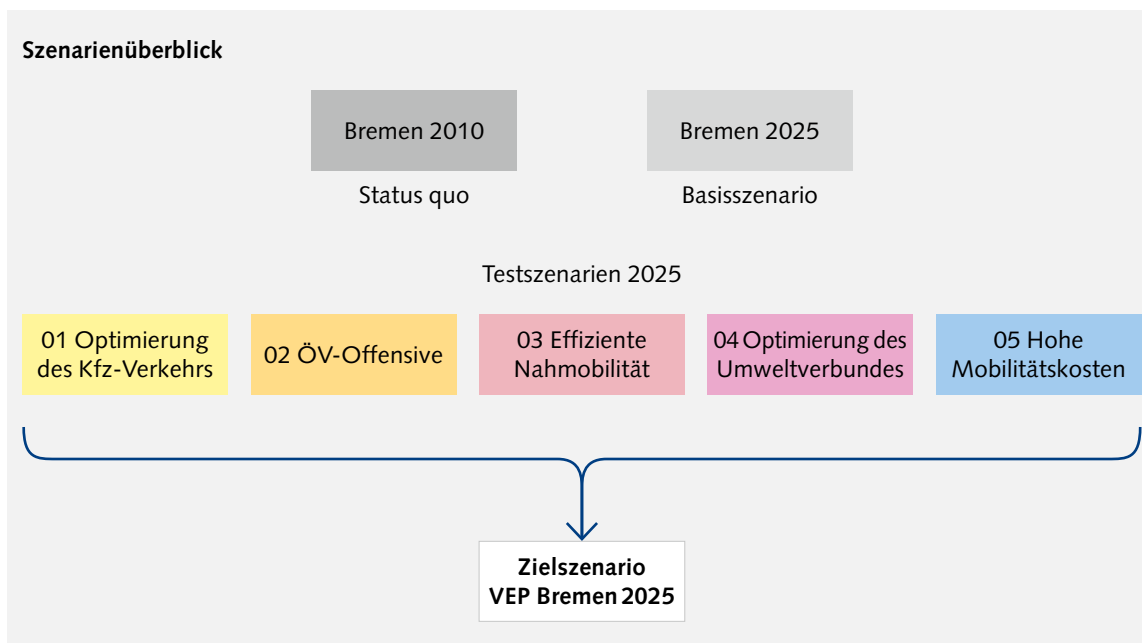 Szenarienüberblick
Bremen 2010
Bremen 2025
Status quo
Basisszenario
Testszenarien 2025
01 Optimierung
des Kfz-Verkehrs
02 ÖV-Offensive
03 Effiziente
Nahmobilität
04 Optimierung des
Umweltverbundes
05 Hohe
Mobilitätskosten
Zielszenario
VEP Bremen 2025